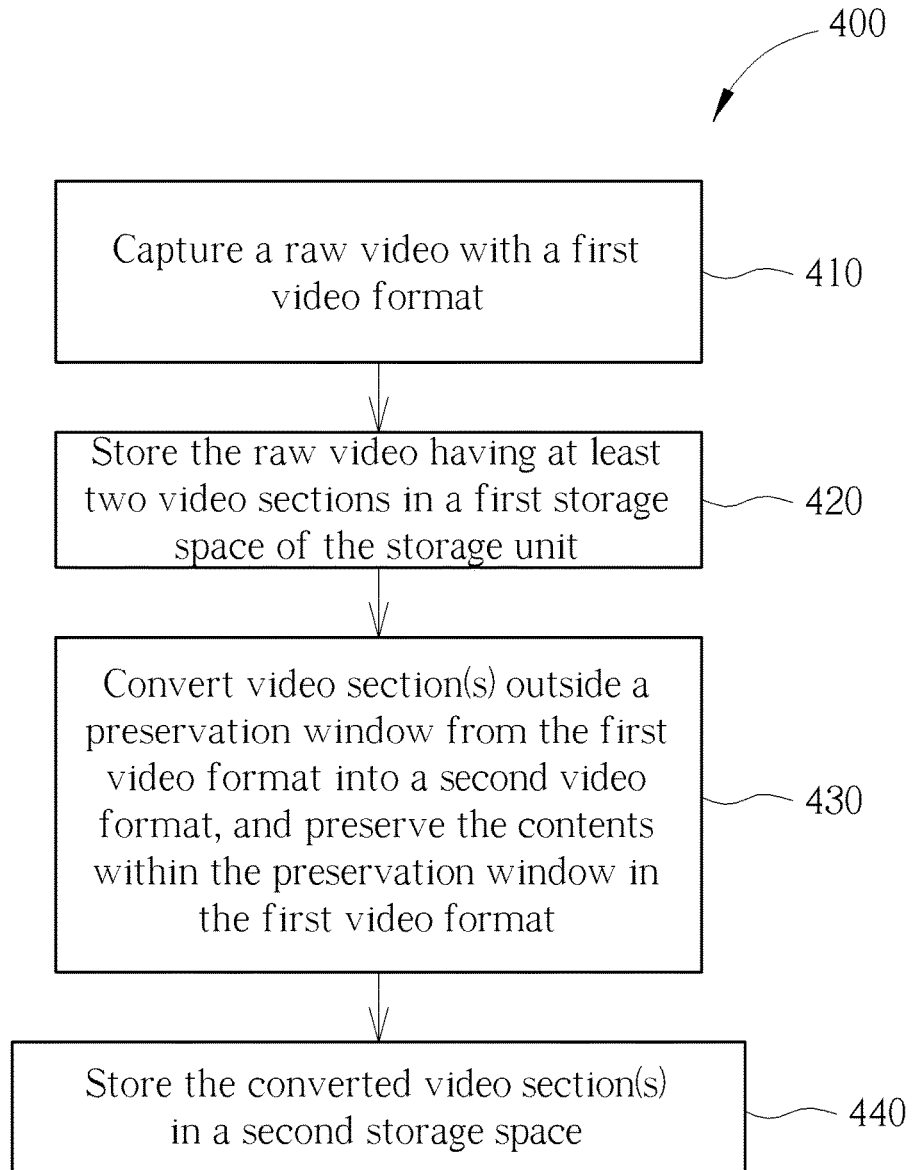 400
Capture a raw video with a first
video format
410
Store the raw video having at least
two video sections in a first storage
space of the storage unit
420
Convert video section(s) outside a
preservation window from the first
video format into a second video
format, and preserve the contents
within the preservation window in
the first video format
430
Store the converted video section(s)
in a second storage space
440